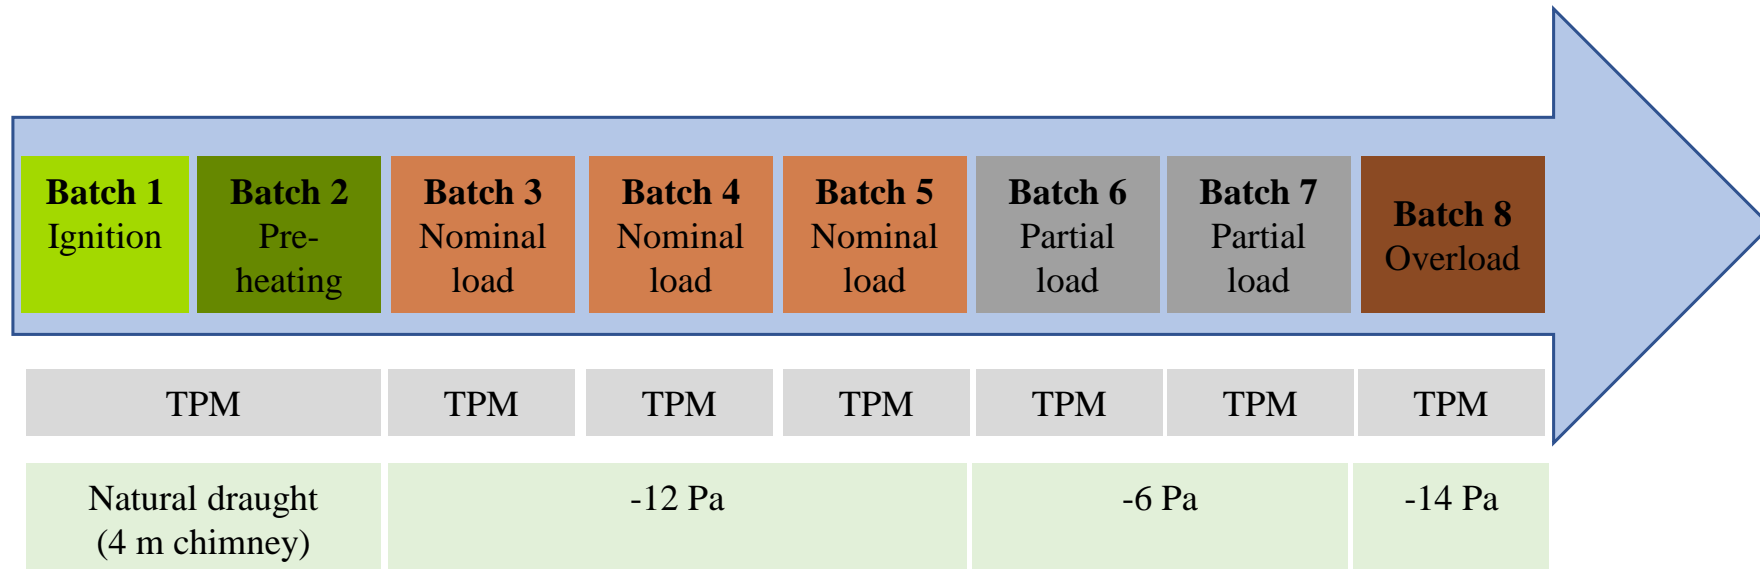 Batch 1
Ignition
Batch 2
Pre-
heating
Batch 3
Nominal
load
Batch 4
Nominal
load
Batch 5
Nominal
load
Batch 6
Partial
load
Batch 7
Partial
load
Batch 8
Overload
TPM
TPM
TPM
TPM
TPM
TPM
TPM
Natural draught
(4 m chimney)
-12 Pa
-6 Pa
-14 Pa